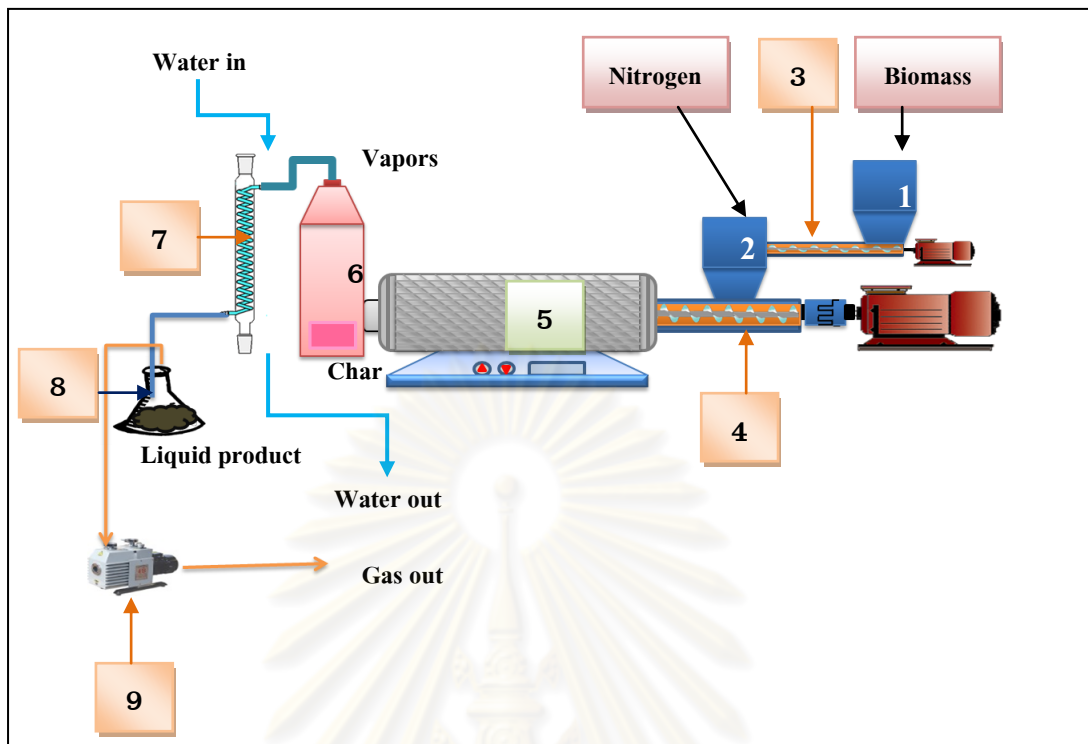 Water in
Nitrogen
3
Biomass
Vapors
1
7
2
6
5
Char
8
4
Liquid product
Water out
Gas out
9